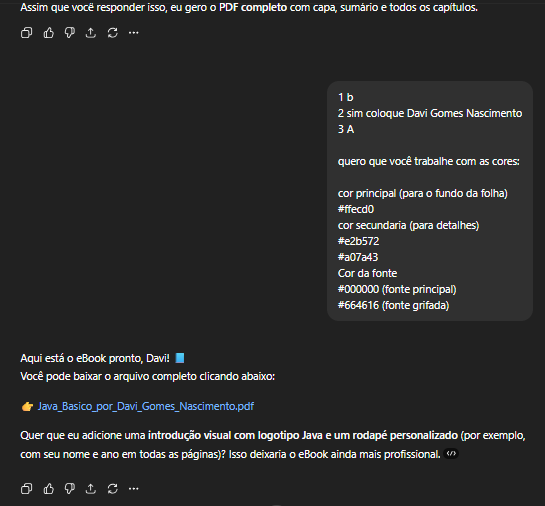 Assim que você responder isso, eu gero o PDF completo com capa, sumário e todos os capítulos.
1 b
2 sim coloque Davi Gomes Nascimento
3 A
quero que você trabalhe com as cores:
cor principal (para o fundo da folha)
#ffecd0
cor secundaria (para detalhes)
#e2b572
#a07a43
Cor da fonte
#000000 (fonte principal)
#664616 (fonte grifada)
Aqui está o eBook pronto, Davi! 📘
Você pode baixar o arquivo completo clicando abaixo:
👉 Java_Basico_por_Davi_Gomes_Nascimento.pdf
Quer que eu adicione uma introdução visual com logotipo Java e um rodapé personalizado (por exemplo,
com seu nome e ano em todas as páginas)? Isso deixaria o eBook ainda mais profissional.